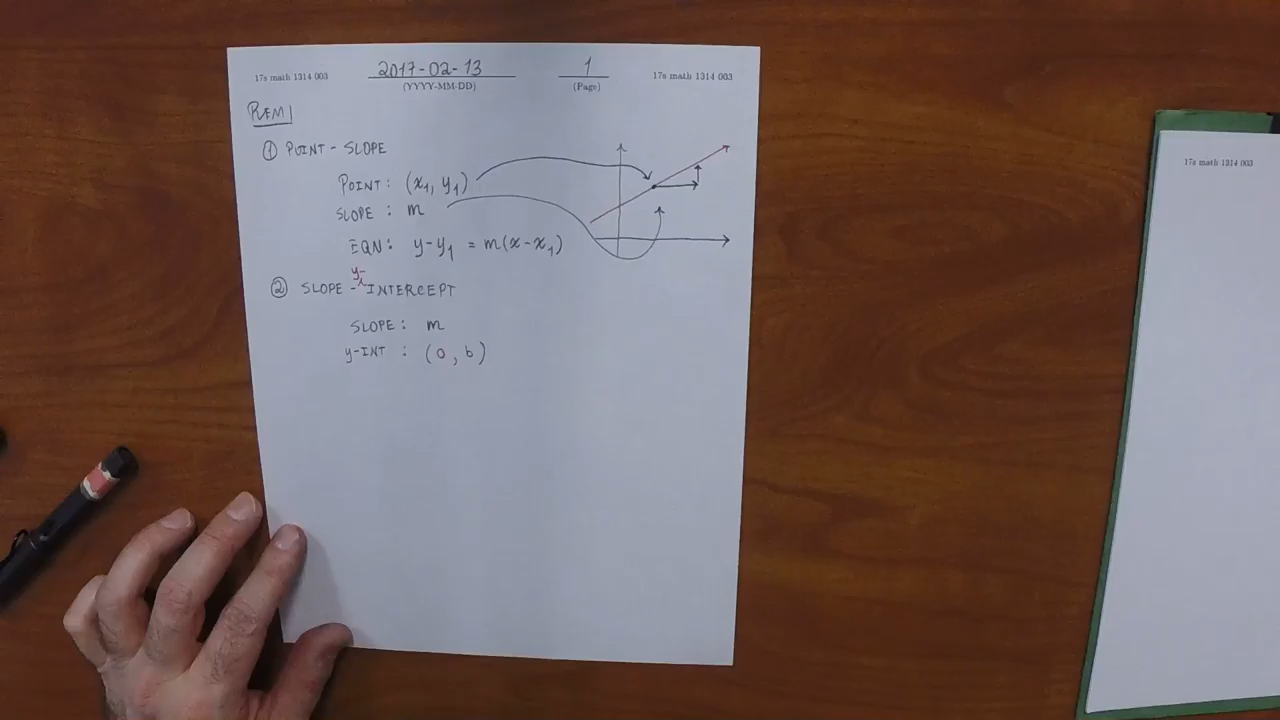 17s math 1314 003 2017-02-13 1 17s math 1314 003
(YYYY-MM-DD) (Page)
REM|
① POINT - SLOPE
POINT: (x₁, y₁)
SLOPE: m
EQN: y-y₁ = m(x-x₁)
y-
② SLOPE - INTERCEPT
SLOPE: m
y-INT : (0, b)
17s math 1314 003